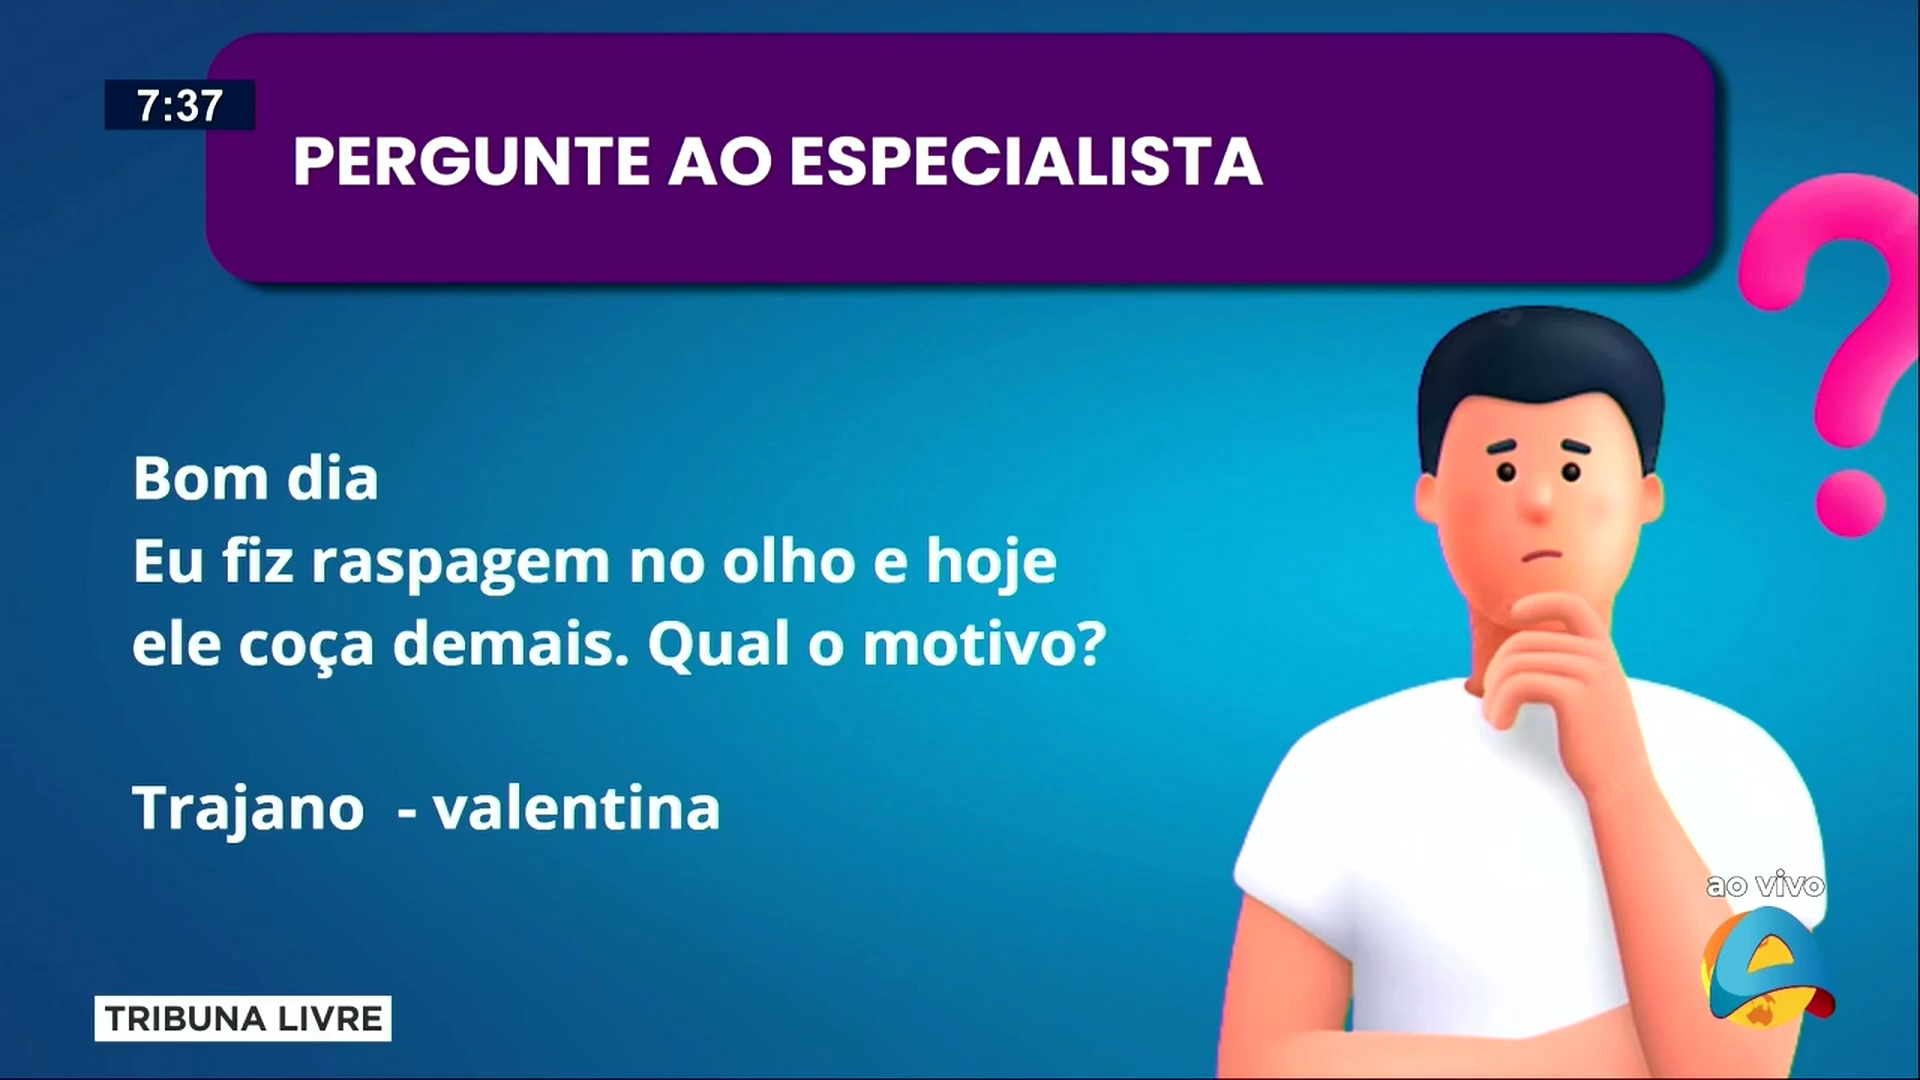 7:37
PERGUNTE AO ESPECIALISTA
Bom dia
Eu fiz raspagem no olho e hoje
ele coça demais. Qual o motivo?
Trajano - valentina
ao vivo
TRIBUNA LIVRE